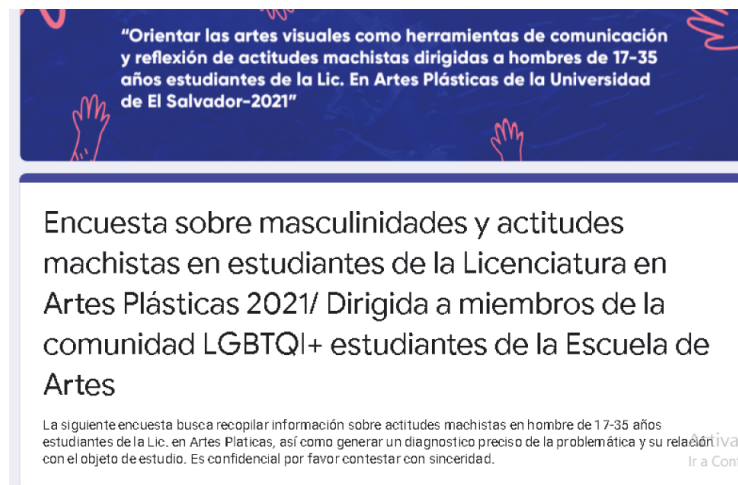 “Orientar las artes visuales como herramientas de comunicación
y reflexión de actitudes machistas dirigidas a hombres de 17-35
años estudiantes de la Lic. En Artes Plásticas de la Universidad
de El Salvador-2021”
Encuesta sobre masculinidades y actitudes
machistas en estudiantes de la Licenciatura en
Artes Plásticas 2021/ Dirigida a miembros de la
comunidad LGBTQI+ estudiantes de la Escuela de
Artes
La siguiente encuesta busca recopilar información sobre actitudes machistas en hombre de 17-35 años
estudiantes de la Lic. en Artes Platicas, así como generar un diagnostico preciso de la problemática y su relación
con el objeto de estudio. Es confidencial por favor contestar con sinceridad.
Ir a Con